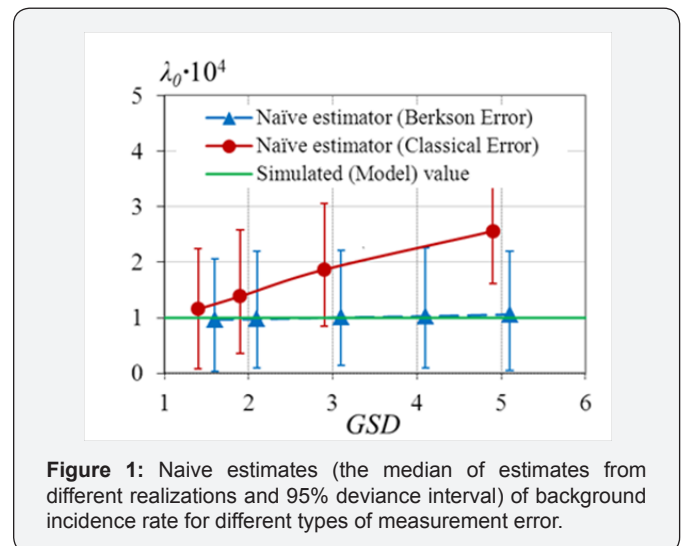 λ₀·10⁴
5
Naïve estimator (Berkson Error)
4
Naïve estimator (Classical Error)
Simulated (Model) value
3
2
1
0
1 2 3 4 5 6
GSD
Figure 1: Naive estimates (the median of estimates from
different realizations and 95% deviance interval) of background
incidence rate for different types of measurement error.